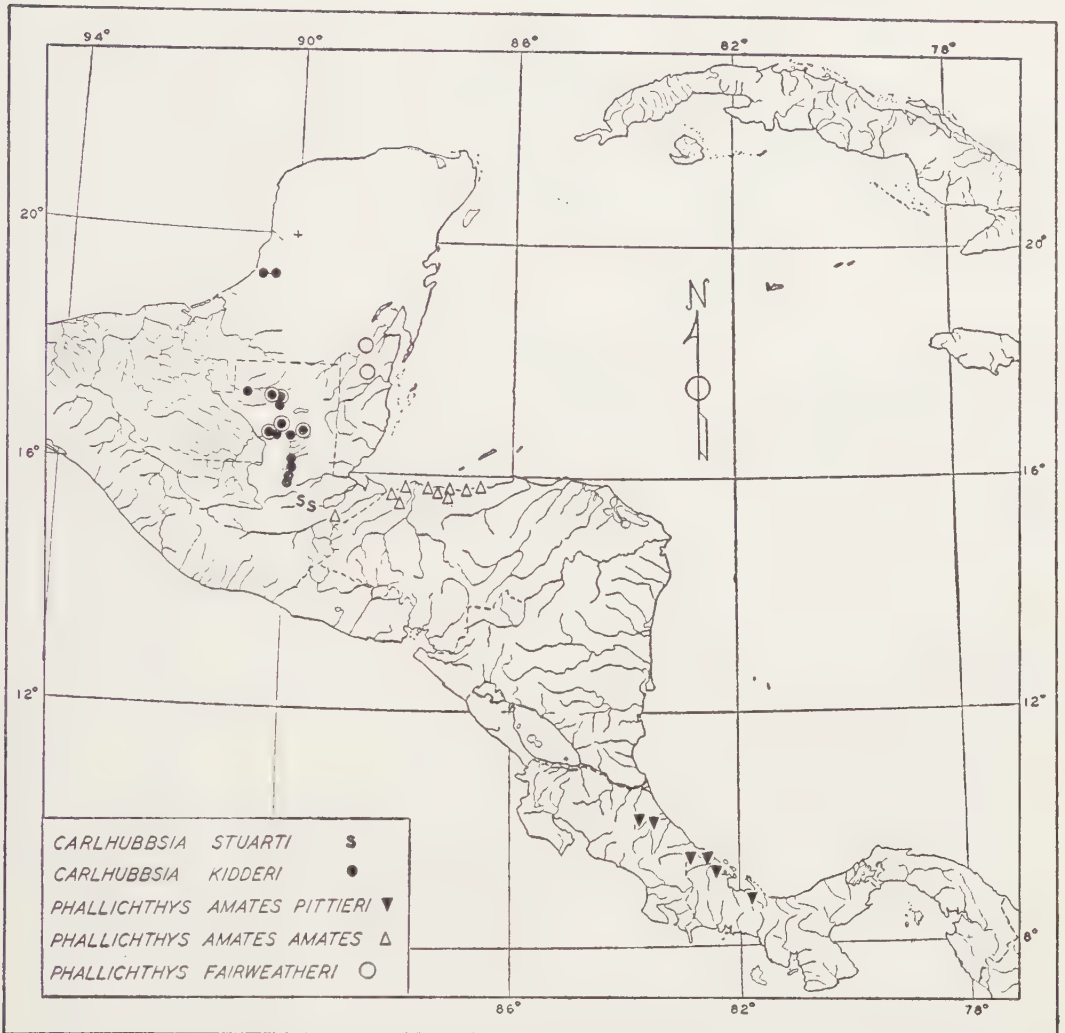 94° 90° 88° 82° 78°
20° 20°
N
16° 16°
S S
12° 12°
CARLHUBBSIA STUARTI S
CARLHUBBSIA KIDDERI
PHALLICHTHYS AMATES PITTIERI
PHALLICHTHYS AMATES AMATES
PHALLICHTHYS FAIRWEATHERI
8°
86° 82° 78°